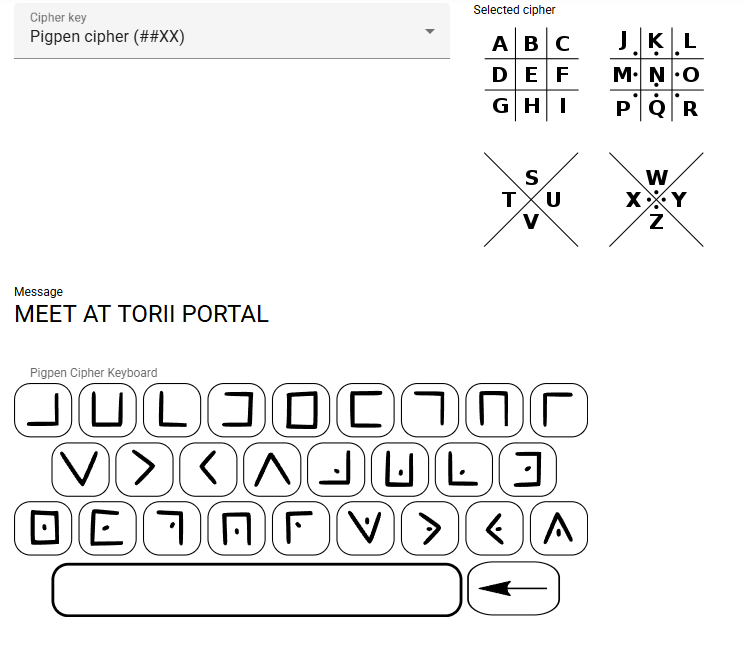 Cipher key
Pigpen cipher (##XX)
Selected cipher
A B C
D E F
G H I
J K L
M N O
P Q R
S
T U
V
W
X Y
Z
Message
MEET AT TORII PORTAL
Pigpen Cipher Keyboard